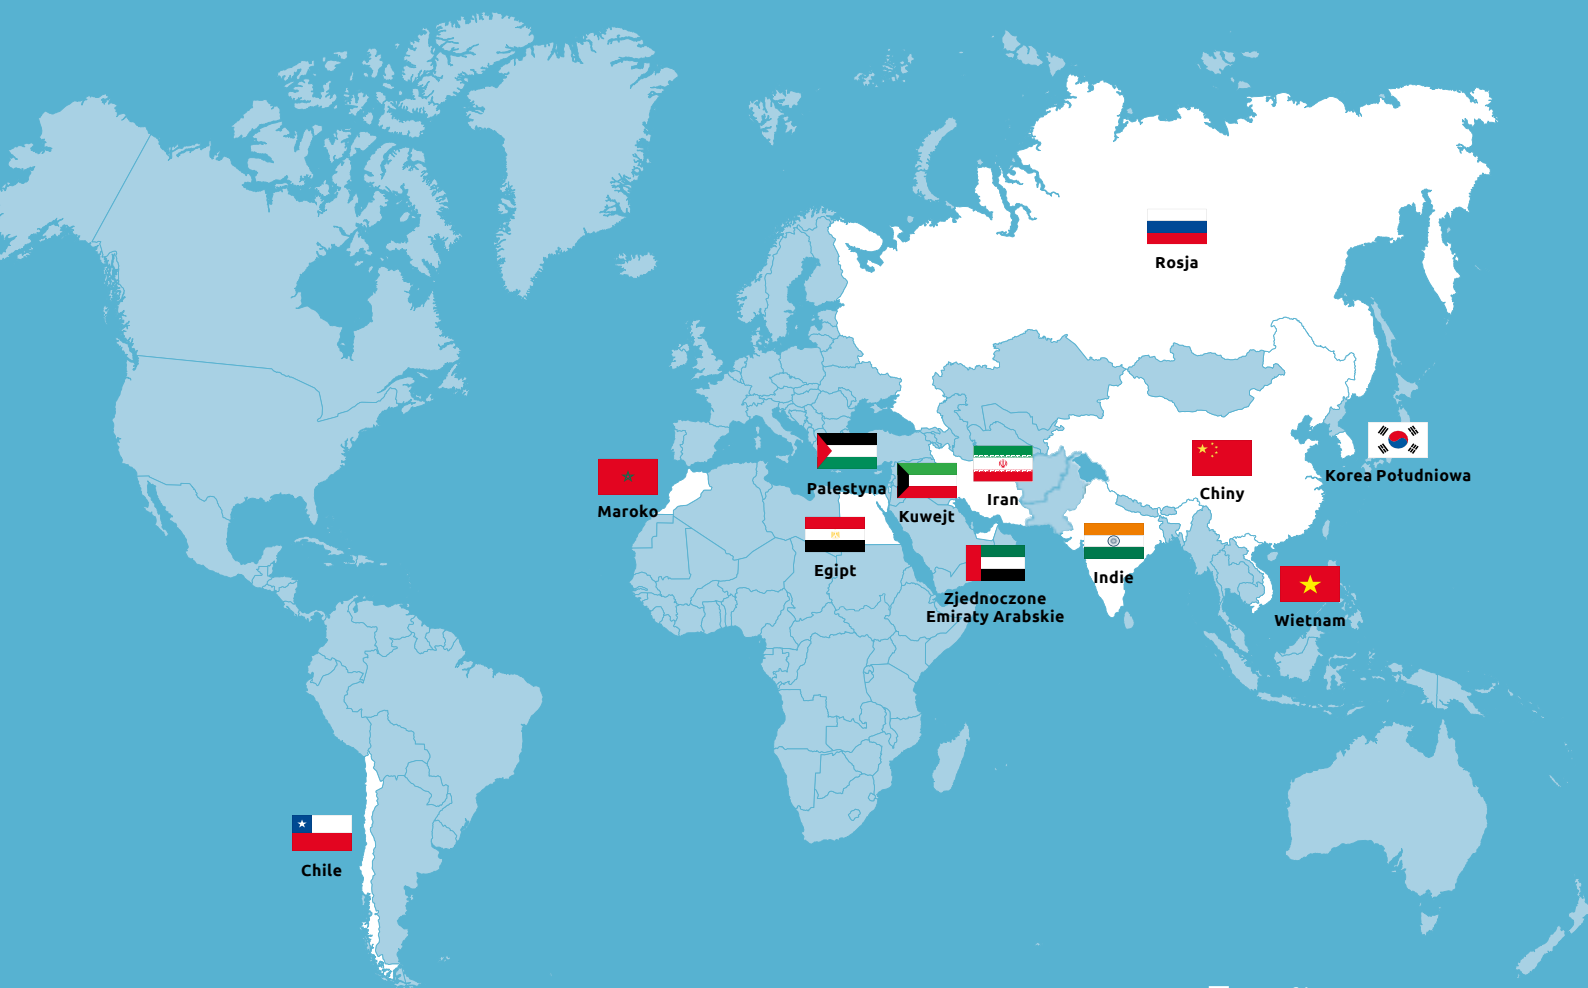 Rosja
Korea Południowa
Palestyna
Iran
Chiny
Maroko
Kuwejt
Egipt
Indie
Zjednoczone
Emiraty Arabskie
Wietnam
Chile